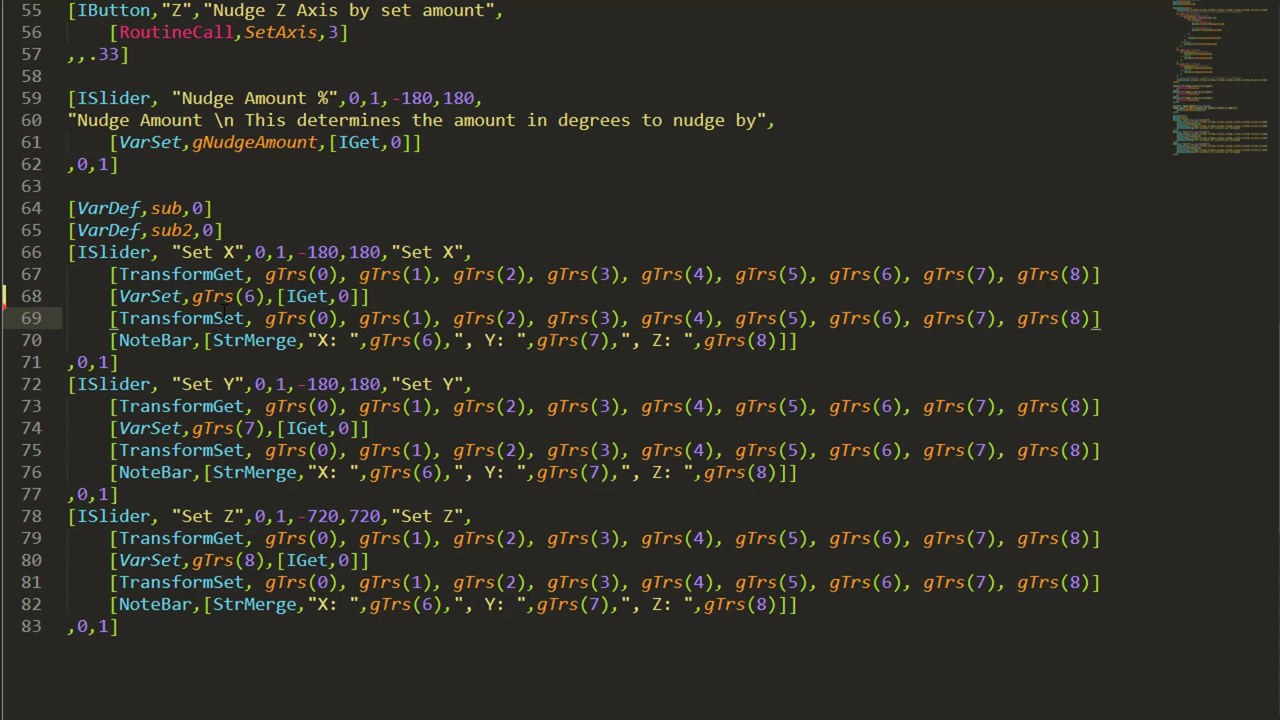 55 [IButton,"Z","Nudge Z Axis by set amount",
56 [RoutineCall,SetAxis,3]
57 ,,.33]
58
59 [ISlider, "Nudge Amount %",0,1,-180,180,
60 "Nudge Amount \n This determines the amount in degrees to nudge by",
61 [VarSet,gNudgeAmount,[IGet,0]]
62 ,0,1]
63
64 [VarDef,sub,0]
65 [VarDef,sub2,0]
66 [ISlider, "Set X",0,1,-180,180,"Set X",
67 [TransformGet, gTrs(0), gTrs(1), gTrs(2), gTrs(3), gTrs(4), gTrs(5), gTrs(6), gTrs(7), gTrs(8)]
68 [VarSet,gTrs(6),[IGet,0]]
69 [TransformSet, gTrs(0), gTrs(1), gTrs(2), gTrs(3), gTrs(4), gTrs(5), gTrs(6), gTrs(7), gTrs(8)]
70 [NoteBar,[StrMerge,"X: ",gTrs(6),", Y: ",gTrs(7),", Z: ",gTrs(8)]]
71 ,0,1]
72 [ISlider, "Set Y",0,1,-180,180,"Set Y",
73 [TransformGet, gTrs(0), gTrs(1), gTrs(2), gTrs(3), gTrs(4), gTrs(5), gTrs(6), gTrs(7), gTrs(8)]
74 [VarSet,gTrs(7),[IGet,0]]
75 [TransformSet, gTrs(0), gTrs(1), gTrs(2), gTrs(3), gTrs(4), gTrs(5), gTrs(6), gTrs(7), gTrs(8)]
76 [NoteBar,[StrMerge,"X: ",gTrs(6),", Y: ",gTrs(7),", Z: ",gTrs(8)]]
77 ,0,1]
78 [ISlider, "Set Z",0,1,-720,720,"Set Z",
79 [TransformGet, gTrs(0), gTrs(1), gTrs(2), gTrs(3), gTrs(4), gTrs(5), gTrs(6), gTrs(7), gTrs(8)]
80 [VarSet,gTrs(8),[IGet,0]]
81 [TransformSet, gTrs(0), gTrs(1), gTrs(2), gTrs(3), gTrs(4), gTrs(5), gTrs(6), gTrs(7), gTrs(8)]
82 [NoteBar,[StrMerge,"X: ",gTrs(6),", Y: ",gTrs(7),", Z: ",gTrs(8)]]
83 ,0,1]